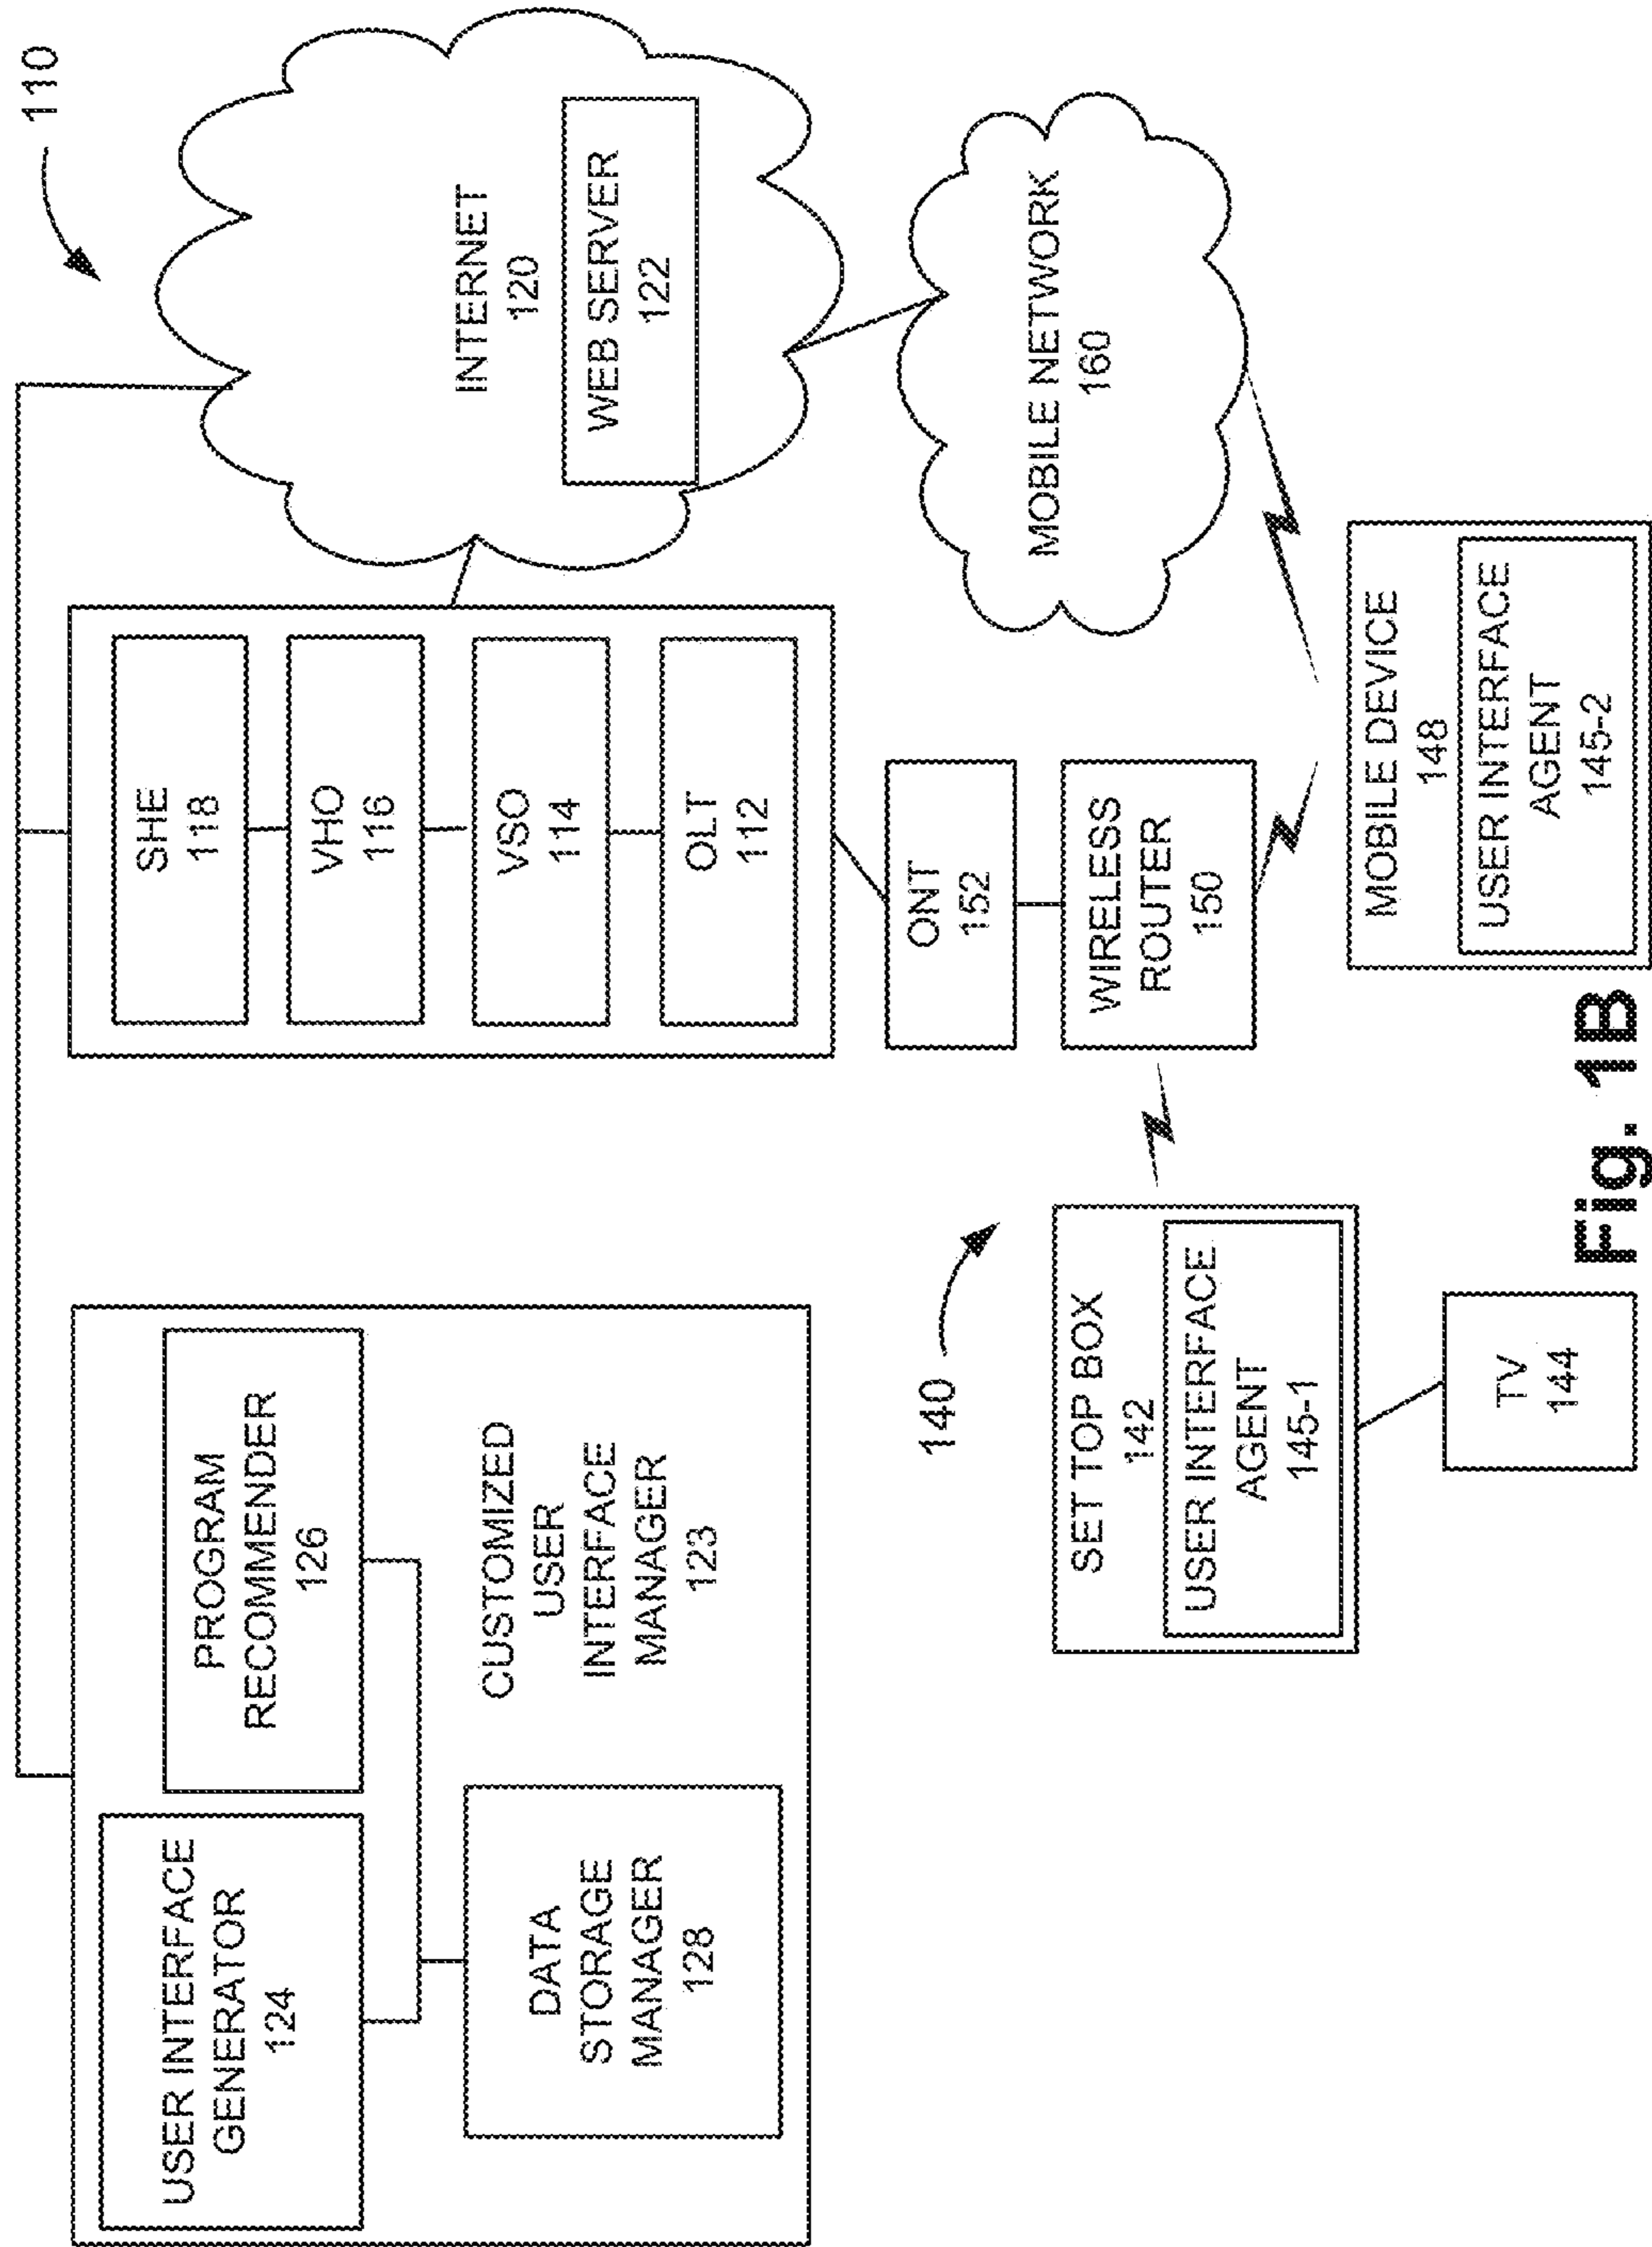 110
USER INTERFACE
GENERATOR
124
PROGRAM
RECOMMENDER
126
DATA
STORAGE
MANAGER
128
CUSTOMIZED
USER
INTERFACE
MANAGER
123
SHE
118
VHO
116
VSO
114
OLT
112
INTERNET
120
WEB SERVER
122
140
SET TOP BOX
142
USER INTERFACE
AGENT
145-1
TV
144
ONT
152
WIRELESS
ROUTER
150
MOBILE NETWORK
160
MOBILE DEVICE
148
USER INTERFACE
AGENT
145-2
Fig. 1B